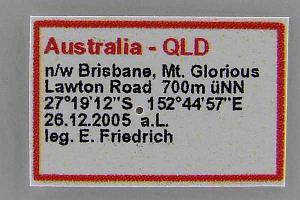 Australia - QLD
n/w Brisbane, Mt. Glorious
Lawton Road 700m üNN
27°19'12"S 152°44'57"E
26.12.2005 a.L.
leg. E. Friedrich